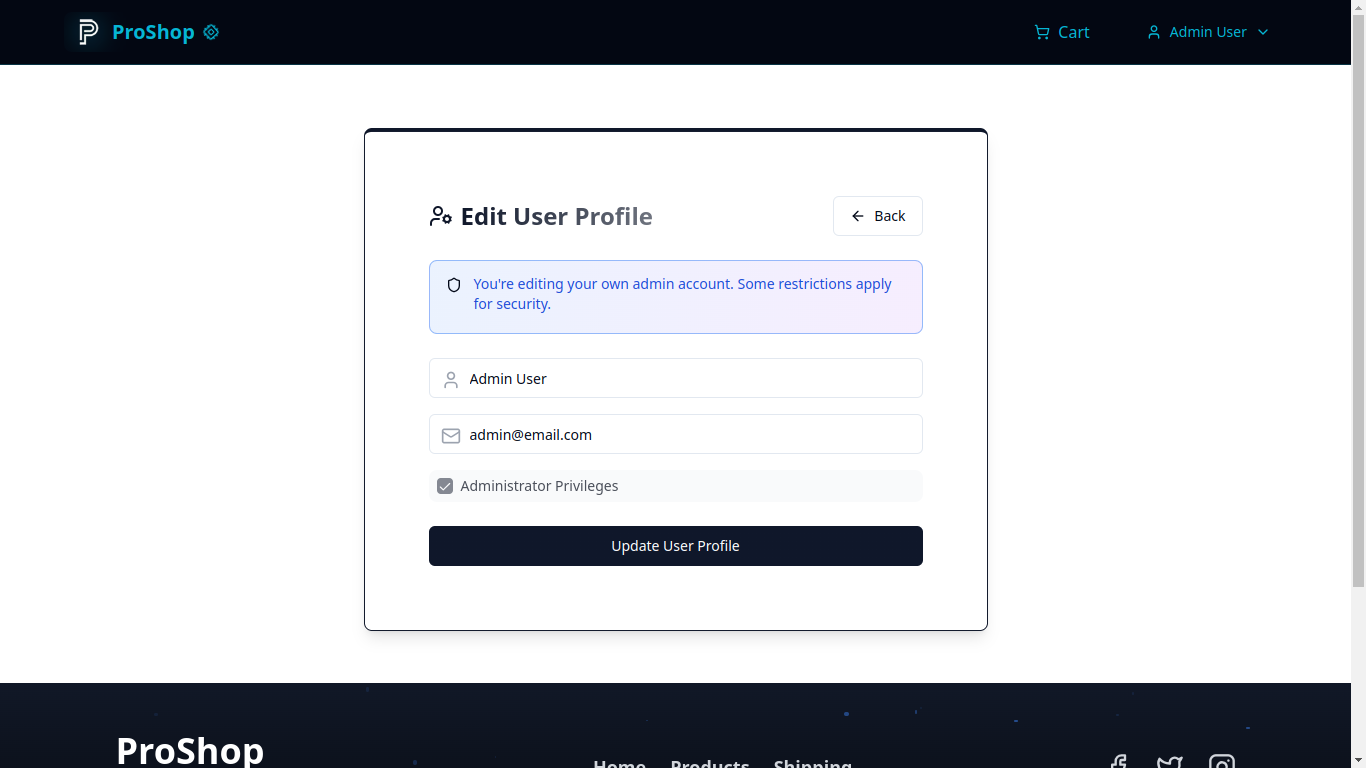 ProShop
Cart
Admin User
Edit User Profile
Back
You're editing your own admin account. Some restrictions apply
for security.
Admin User
admin@email.com
Administrator Privileges
Update User Profile
ProShop
Home Products Shipping